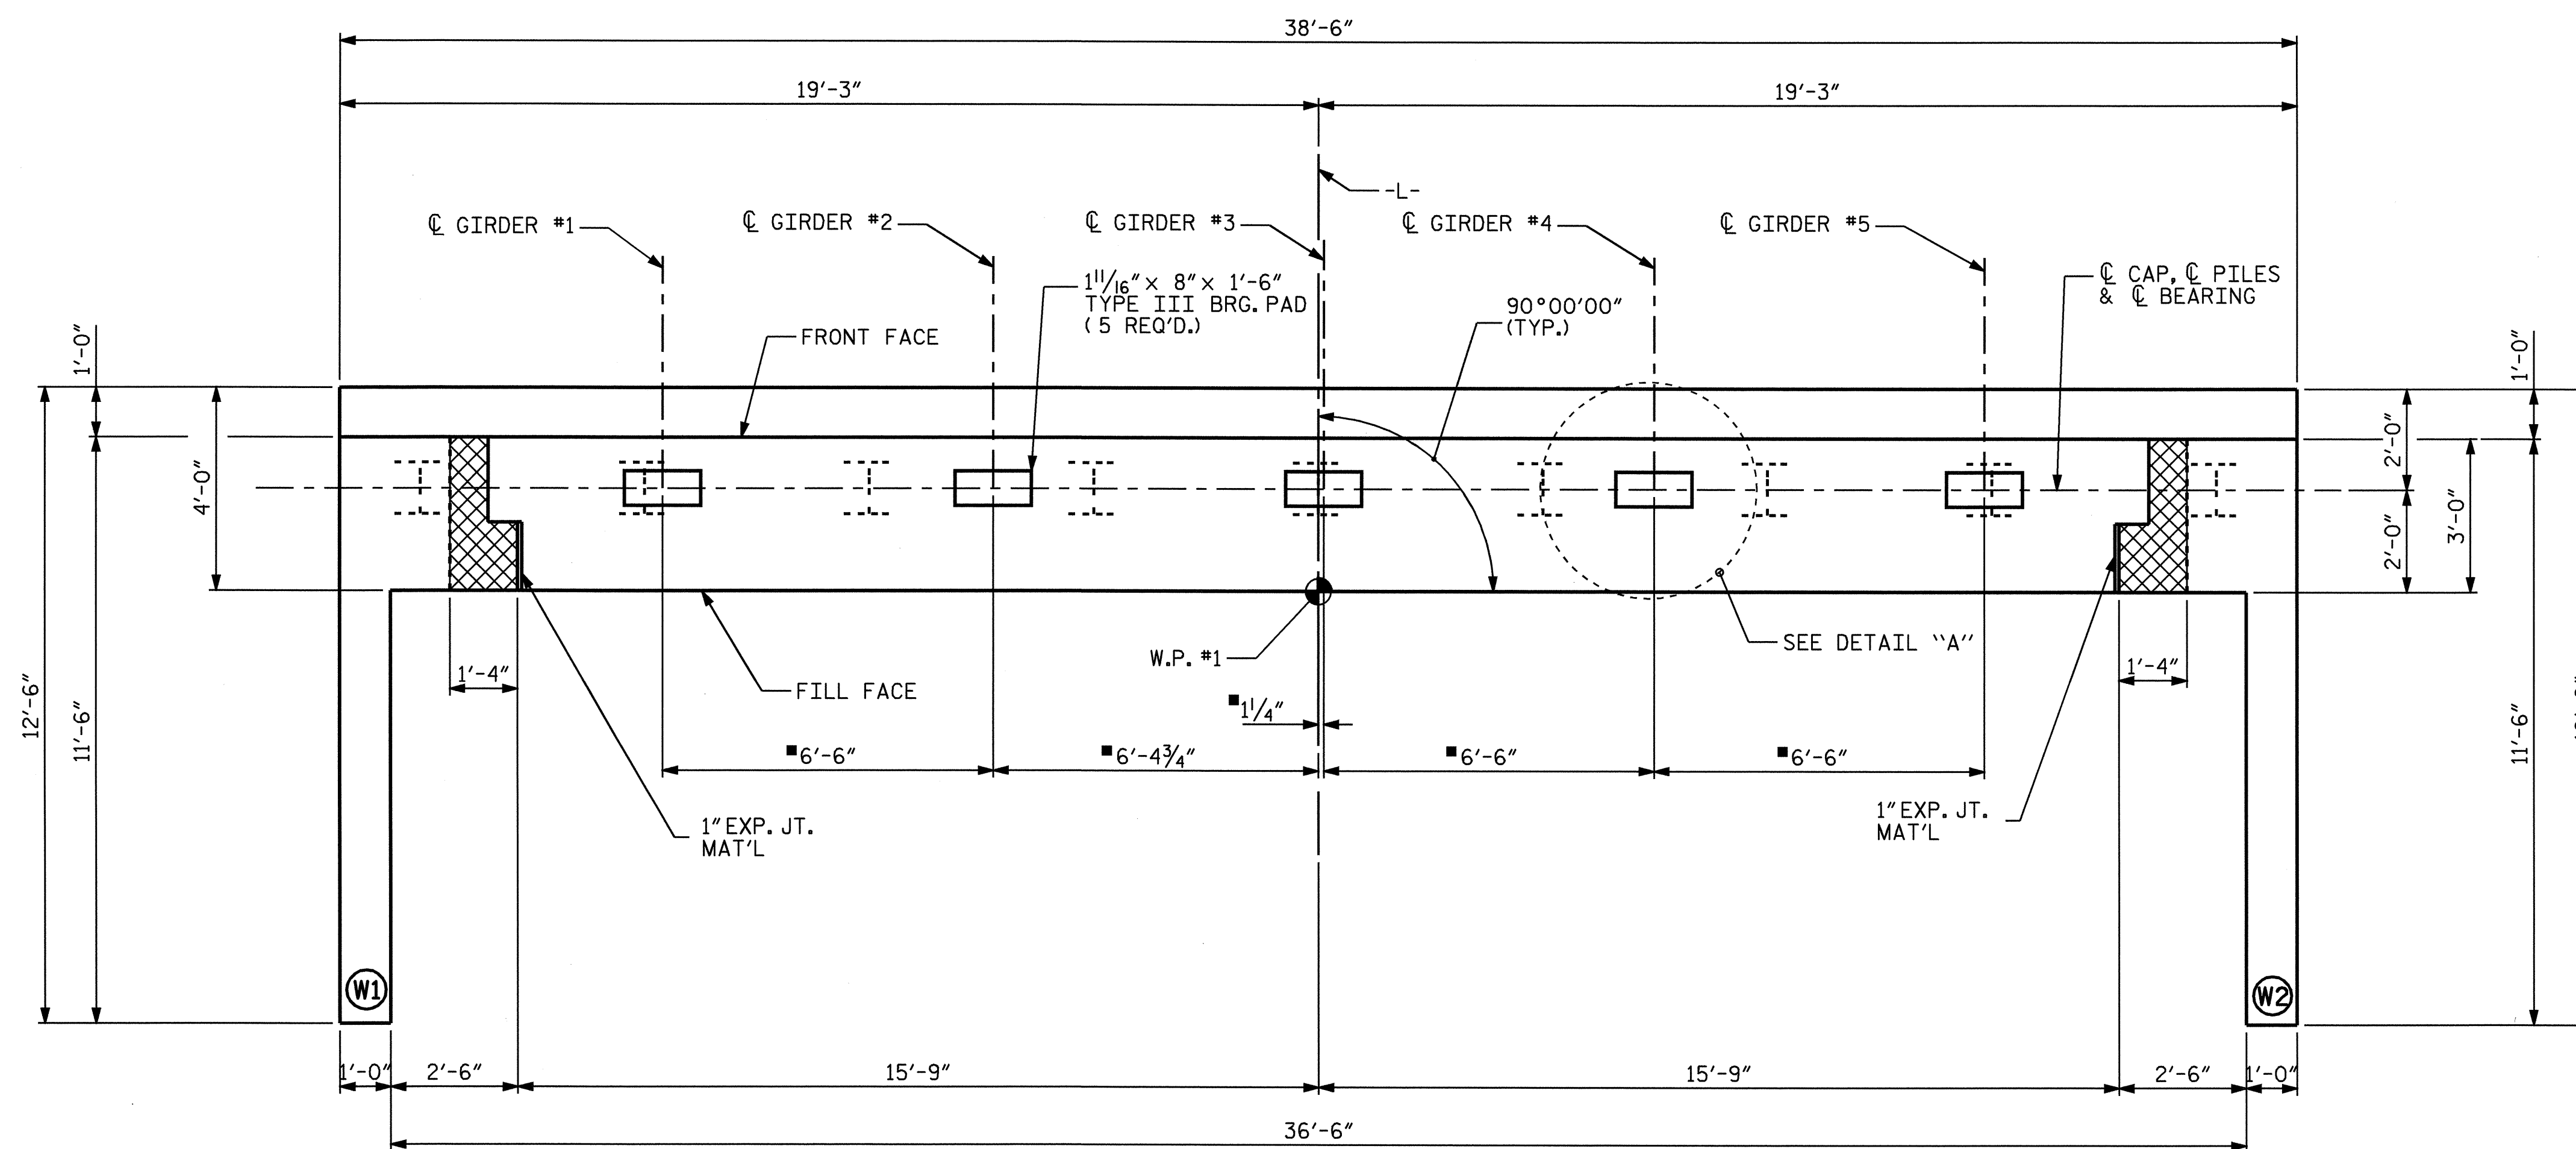 38'-6"
19'-3"
19'-3"
-L-
℄ GIRDER #1
℄ GIRDER #2
℄ GIRDER #3
℄ GIRDER #4
℄ GIRDER #5
1 11/16" x 8" x 1'-6"
TYPE III BRG. PAD
( 5 REQ'D.)
90°00'00"
(TYP.)
℄ CAP, ℄ PILES
& ℄ BEARING
FRONT FACE
1'-0"
1'-0"
4'-0"
2'-0"
2'-0"
3'-0"
12'-6"
11'-6"
11'-6"
1'-4"
1'-4"
W.P. #1
SEE DETAIL "A"
FILL FACE
■1 1/4"
■6'-6"
■6'-4 3/4"
■6'-6"
■6'-6"
1" EXP. JT.
MAT'L
1" EXP. JT.
MAT'L
W1
W2
1'-0"
2'-6"
15'-9"
15'-9"
2'-6"
1'-0"
36'-6"